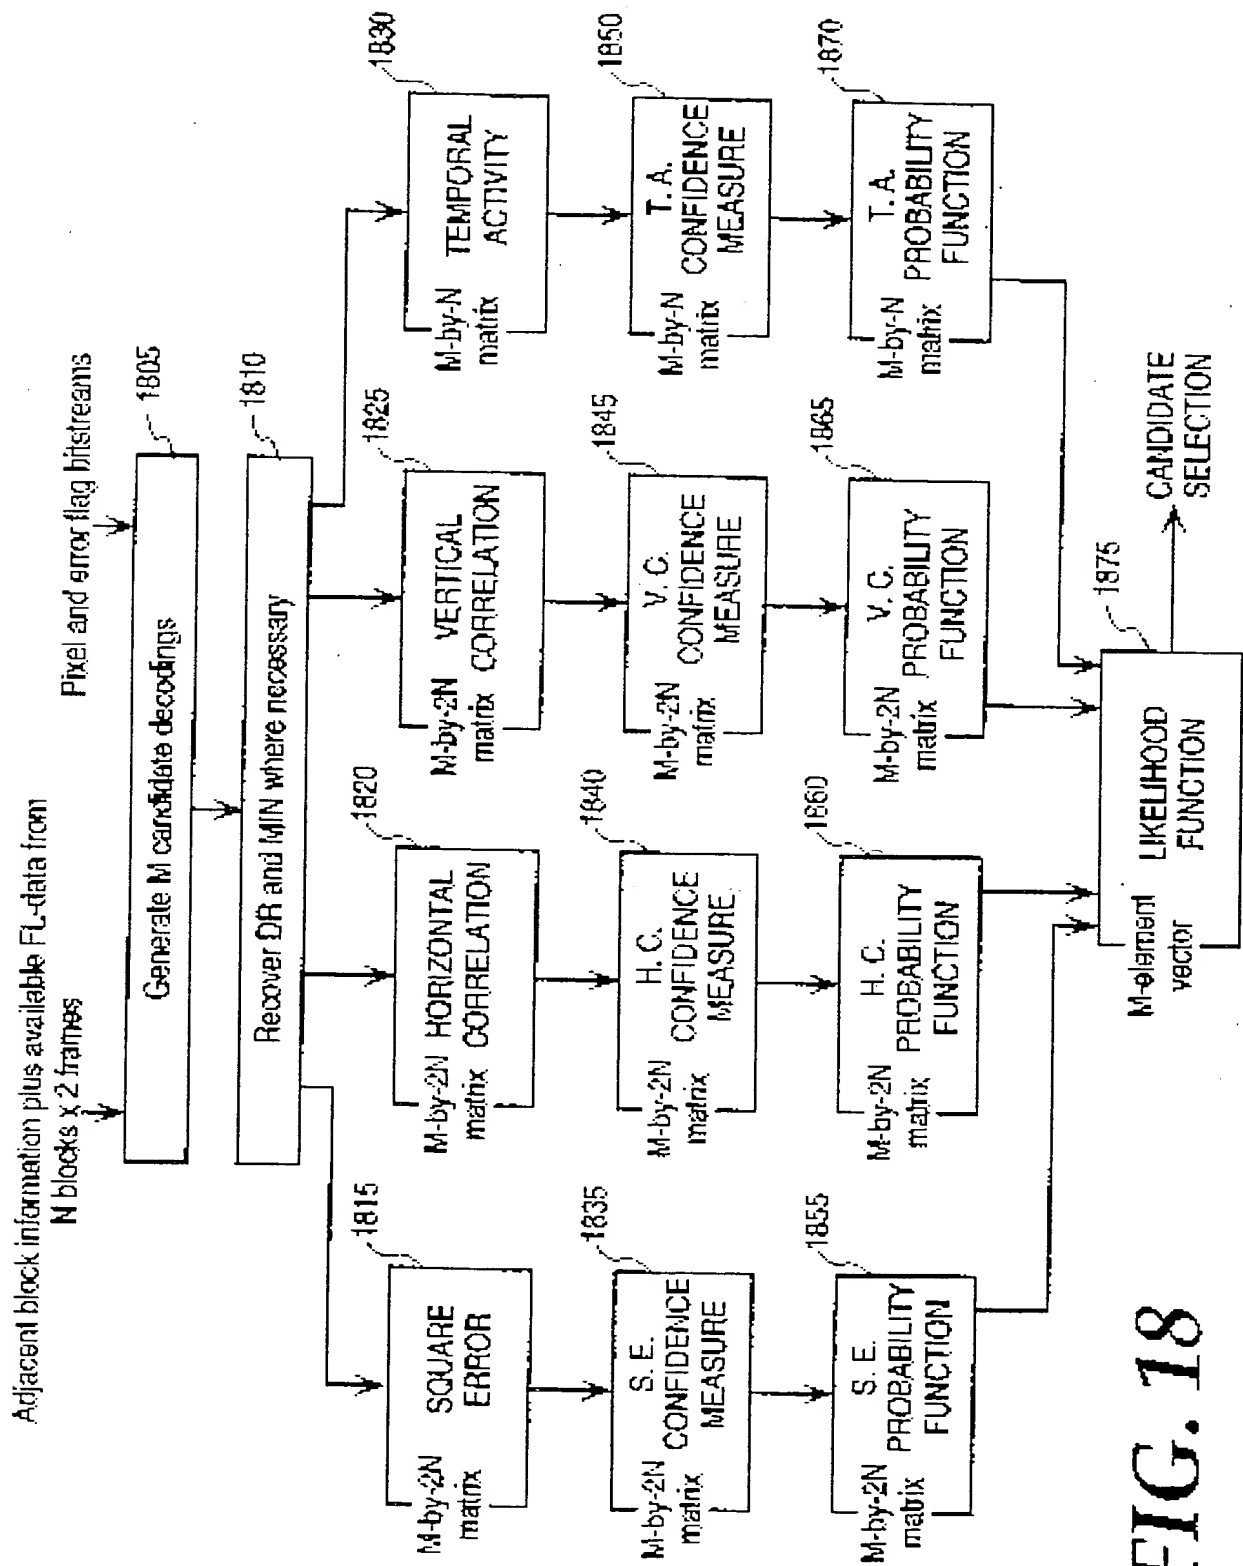 Adjacent block information plus available FL-data from
N blocks x 2 frames
Pixel and error flag bitstreams
Generate M candidate decodings
1805
Recover DR and MIN where necessary
1810
M-by-2N
matrix
SQUARE
ERROR
1815
M-by-2N
matrix
HORIZONTAL
CORRELATION
1820
M-by-2N
matrix
VERTICAL
CORRELATION
1825
M-by-N
matrix
TEMPORAL
ACTIVITY
1830
M-by-2N
matrix
S. E.
CONFIDENCE
MEASURE
1835
M-by-2N
matrix
H. C.
CONFIDENCE
MEASURE
1840
M-by-2N
matrix
V. C.
CONFIDENCE
MEASURE
1845
M-by-N
matrix
T. A.
CONFIDENCE
MEASURE
1850
M-by-2N
matrix
S. E.
PROBABILITY
FUNCTION
1855
M-by-2N
matrix
H. C.
PROBABILITY
FUNCTION
1860
M-by-2N
matrix
V. C.
PROBABILITY
FUNCTION
1865
M-by-N
matrix
T. A.
PROBABILITY
FUNCTION
1870
M-element
vector
LIKELIHOOD
FUNCTION
1875
CANDIDATE
SELECTION
FIG. 18